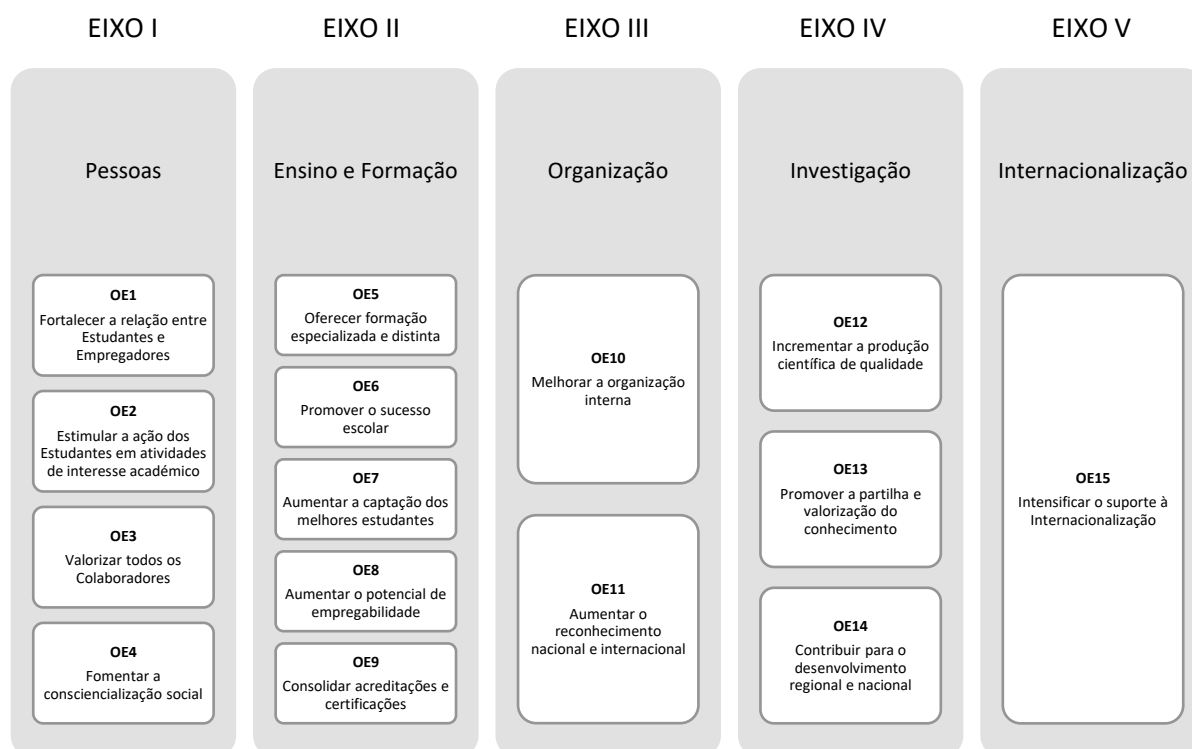 EIXO I
Pessoas
OE1
Fortalecer a relação entre
Estudantes e
Empregadores
OE2
Estimular a ação dos
Estudantes em atividades
de interesse académico
OE3
Valorizar todos os
Colaboradores
OE4
Fomentar a
consciencialização social
EIXO II
Ensino e Formação
OE5
Oferecer formação
especializada e distinta
OE6
Promover o sucesso
escolar
OE7
Aumentar a captação dos
melhores estudantes
OE8
Aumentar o potencial de
empregabilidade
OE9
Consolidar acreditações e
certificações
EIXO III
Organização
OE10
Melhorar a organização
interna
OE11
Aumentar o
reconhecimento
nacional e internacional
EIXO IV
Investigação
OE12
Incrementar a produção
científica de qualidade
OE13
Promover a partilha e
valorização do
conhecimento
OE14
Contribuir para o
desenvolvimento
regional e nacional
EIXO V
Internacionalização
OE15
Intensificar o suporte à
Internacionalização